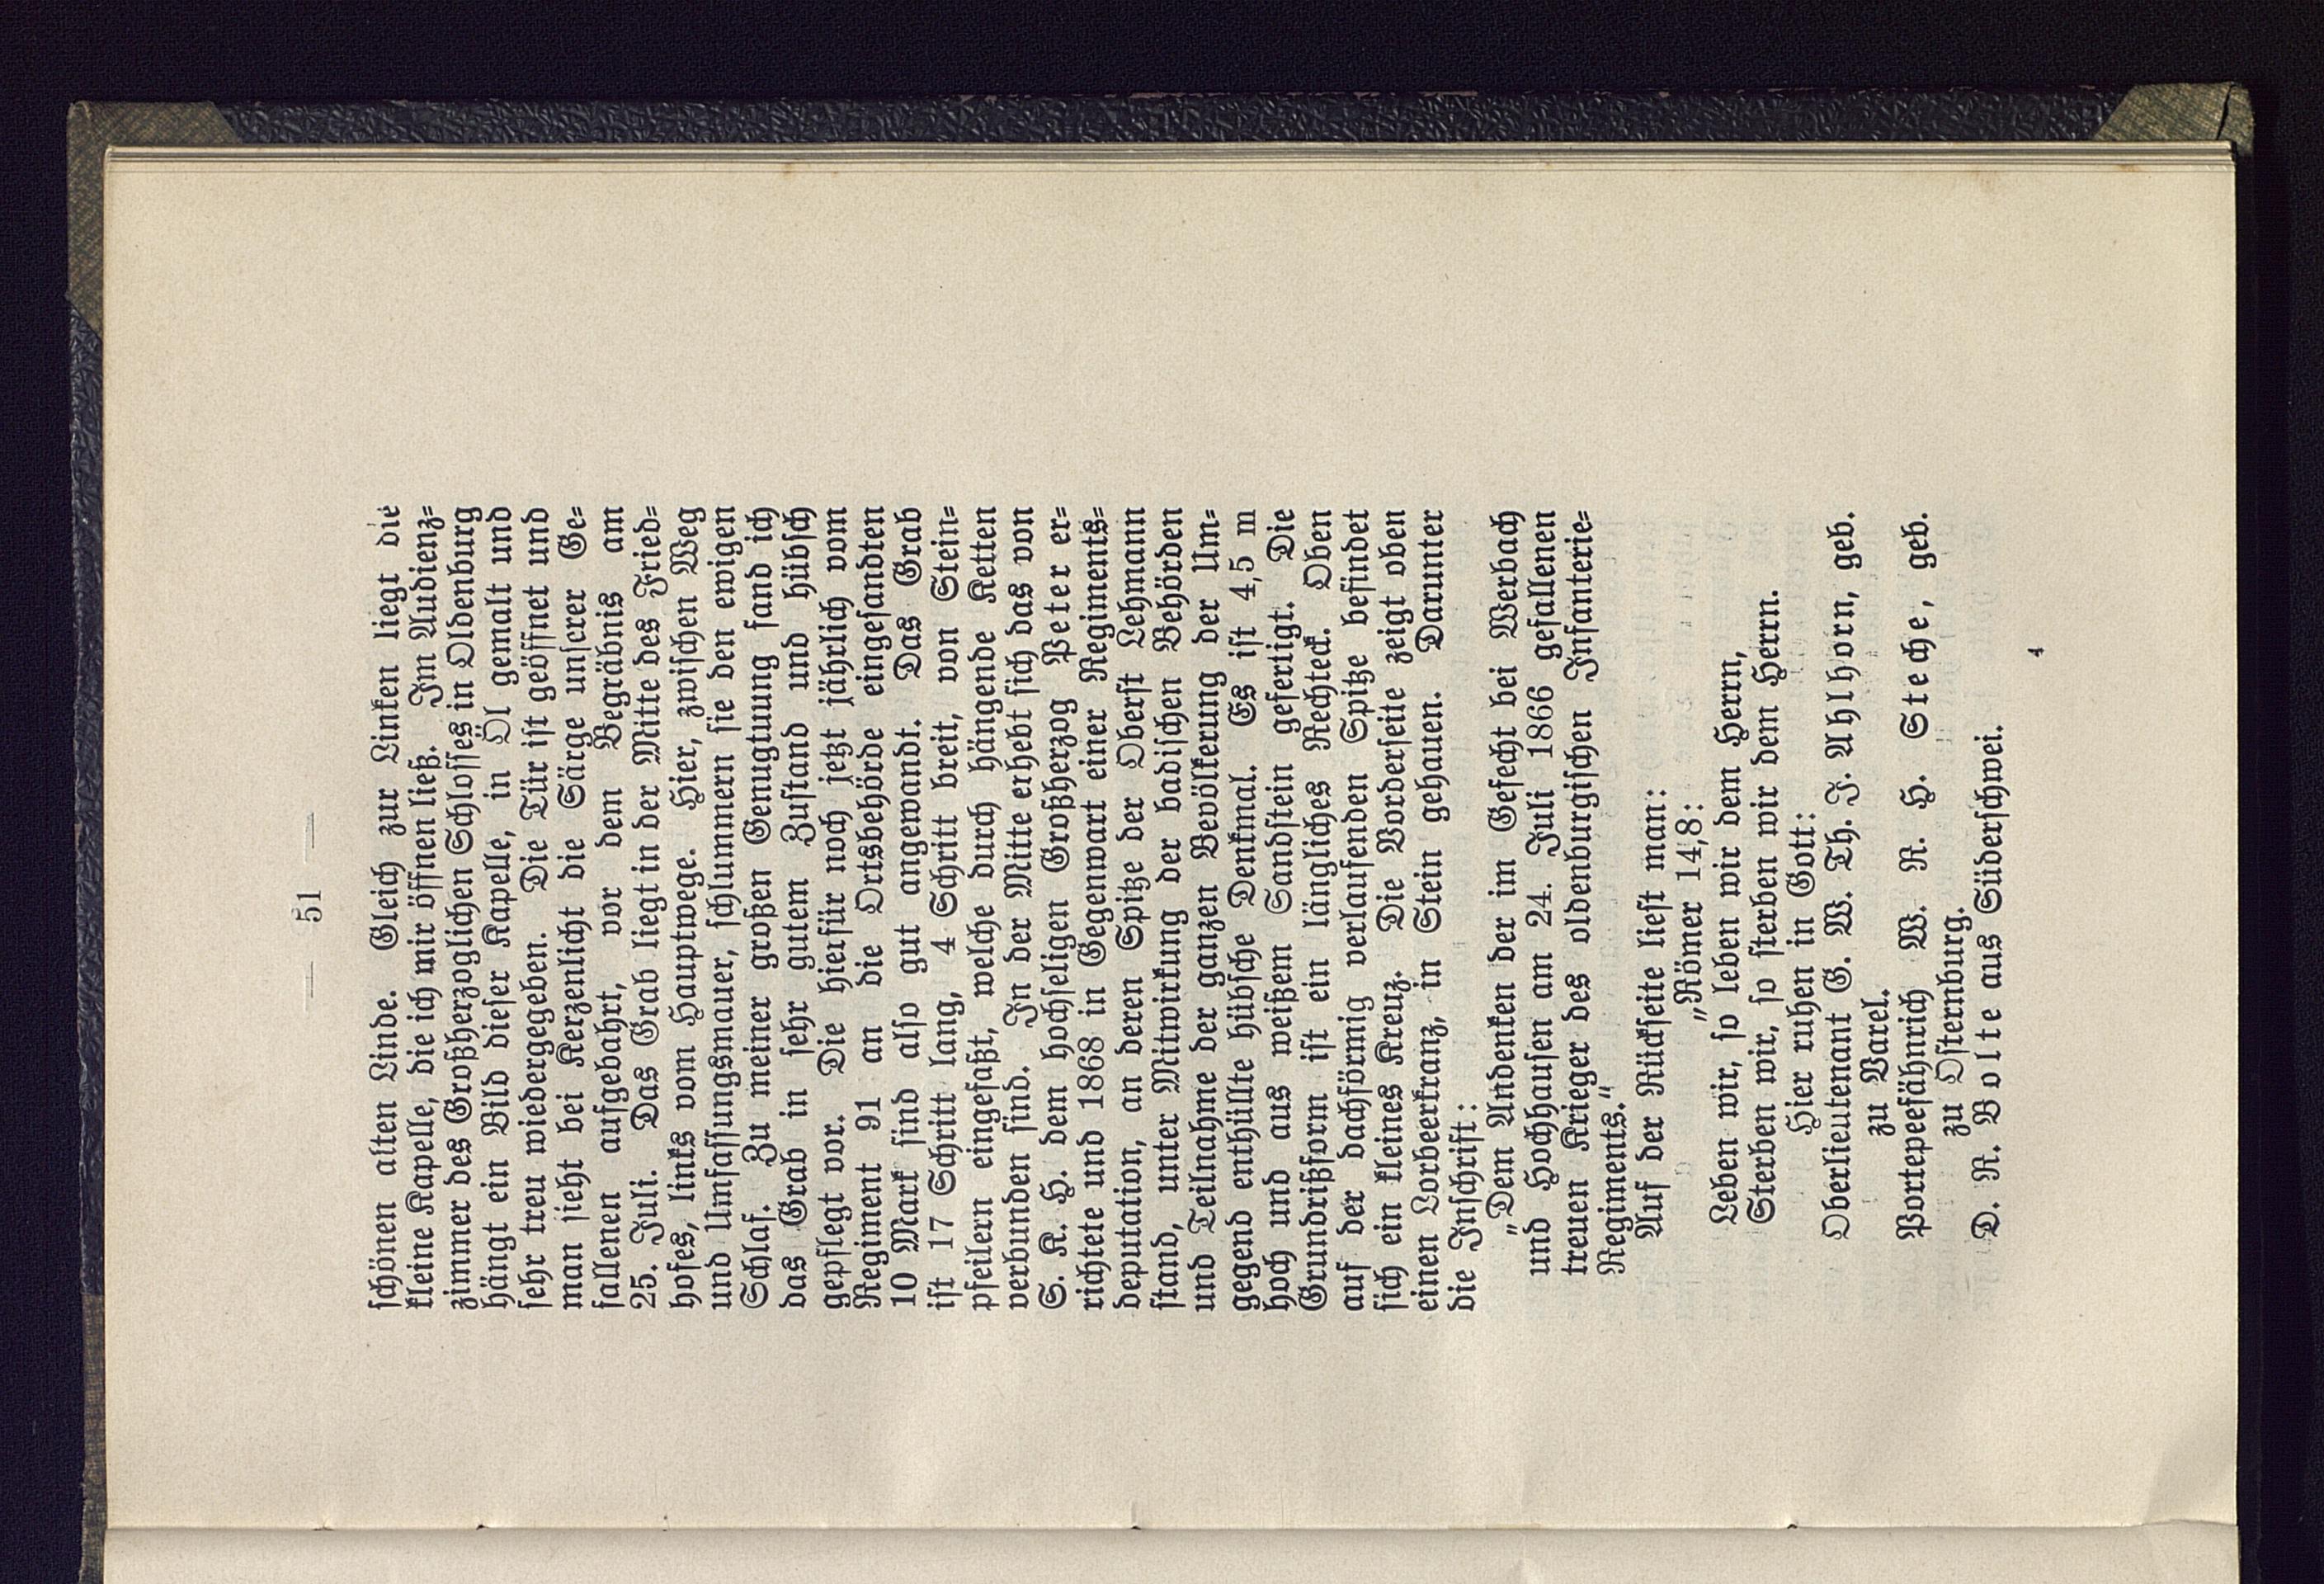 — 51 —
schönen alten Linde. Gleich zur Linken liegt die
kleine Kapelle, die ich mir öffnen ließ. Im Audienz=
zimmer des Großherzoglichen Schlosses in Oldenburg
hängt ein Bild dieser Kapelle, in Öl gemalt und
sehr treu wiedergegeben. Die Tür ist geöffnet und
man sieht bei Kerzenlicht die Särge unserer Ge=
fallenen aufgebahrt, vor dem Begräbnis am
25. Juli. Das Grab liegt in der Mitte des Fried=
hofes, links vom Hauptwege. Hier, zwischen Weg
und Umfassungsmauer, schlummern sie den ewigen
Schlaf. Zu meiner großen Genugtuung fand ich
das Grab in sehr gutem Zustand und hübsch
gepflegt vor. Die hierfür noch jetzt jährlich vom
Regiment 91 an die Ortsbehörde eingesandten
10 Mark sind also gut angewandt. Das Grab
ist 17 Schritt lang, 4 Schritt breit, von Stein=
pfeilern eingefaßt, welche durch hängende Ketten
verbunden sind. In der Mitte erhebt sich das von
S. K. H. dem hochseligen Großherzog Peter er=
richtete und 1868 in Gegenwart einer Regiments=
deputation, an deren Spitze der Oberst Lehmann
stand, unter Mitwirkung der badischen Behörden
und Teilnahme der ganzen Bevölkerung der Um=
gegend enthüllte hübsche Denkmal. Es ist 4,5 m
hoch und aus weißem Sandstein gefertigt. Die
Grundrißform ist ein längliches Rechteck. Oben
auf der dachförmig verlaufenden Spitze befindet
sich ein kleines Kreuz. Die Vorderseite zeigt oben
einen Lorbeerkranz, in Stein gehauen. Darunter
die Inschrift:
„Dem Andenken der im Gefecht bei Werbach
und Hochhausen am 24. Juli 1866 gefallenen
treuen Krieger des oldenburgischen Infanterie=
Regiments.“
Auf der Rückseite liest man:
„Römer 14,8:
Leben wir, so leben wir dem Herrn,
Sterben wir, so sterben wir dem Herrn.
Hier ruhen in Gott:
Oberlieutenant G. W. Th. J. Ahlhorn, geb.
zu Varel.
Portepeefähnrich W. R. H. Steche, geb.
zu Osternburg.
D. R. Bolte aus Süderschwei.
4